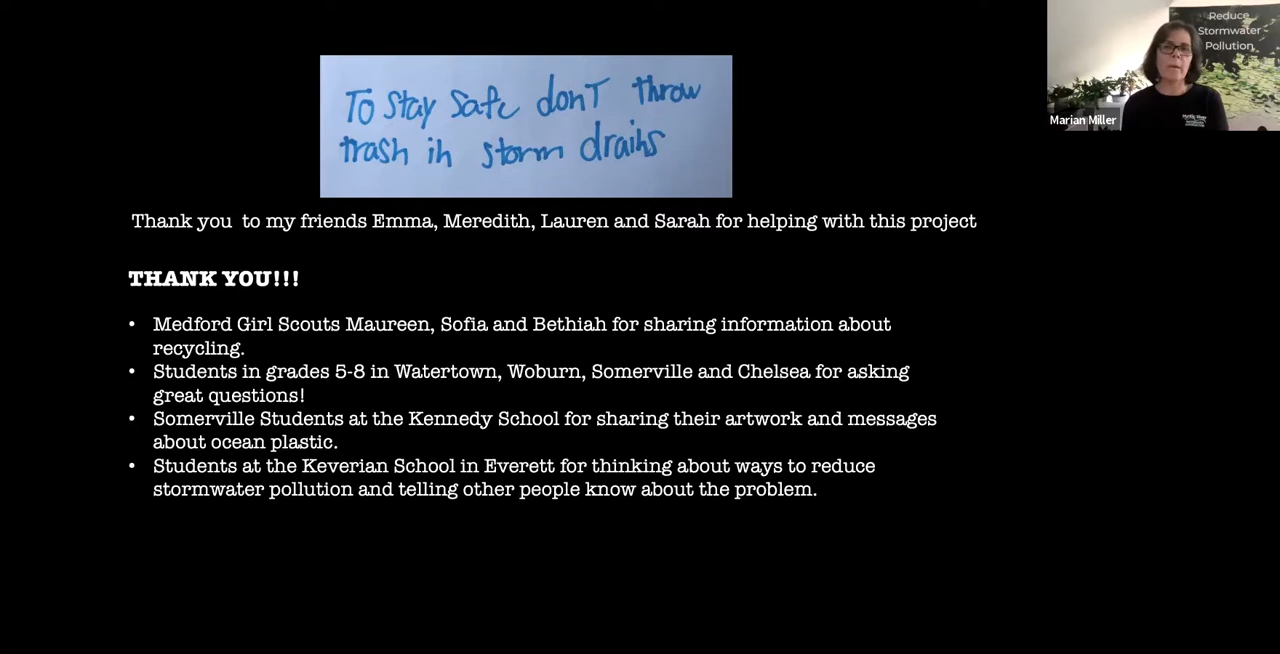 Reduce
Stormwater
Pollution
Marian Miller
To stay safe donT throw
trash in storm drains
Thank you  to my friends Emma, Meredith, Lauren and Sarah for helping with this project
THANK YOU!!!
• Medford Girl Scouts Maureen, Sofia and Bethiah for sharing information about
recycling.
• Students in grades 5-8 in Watertown, Woburn, Somerville and Chelsea for asking
great questions!
• Somerville Students at the Kennedy School for sharing their artwork and messages
about ocean plastic.
• Students at the Keverian School in Everett for thinking about ways to reduce
stormwater pollution and telling other people know about the problem.